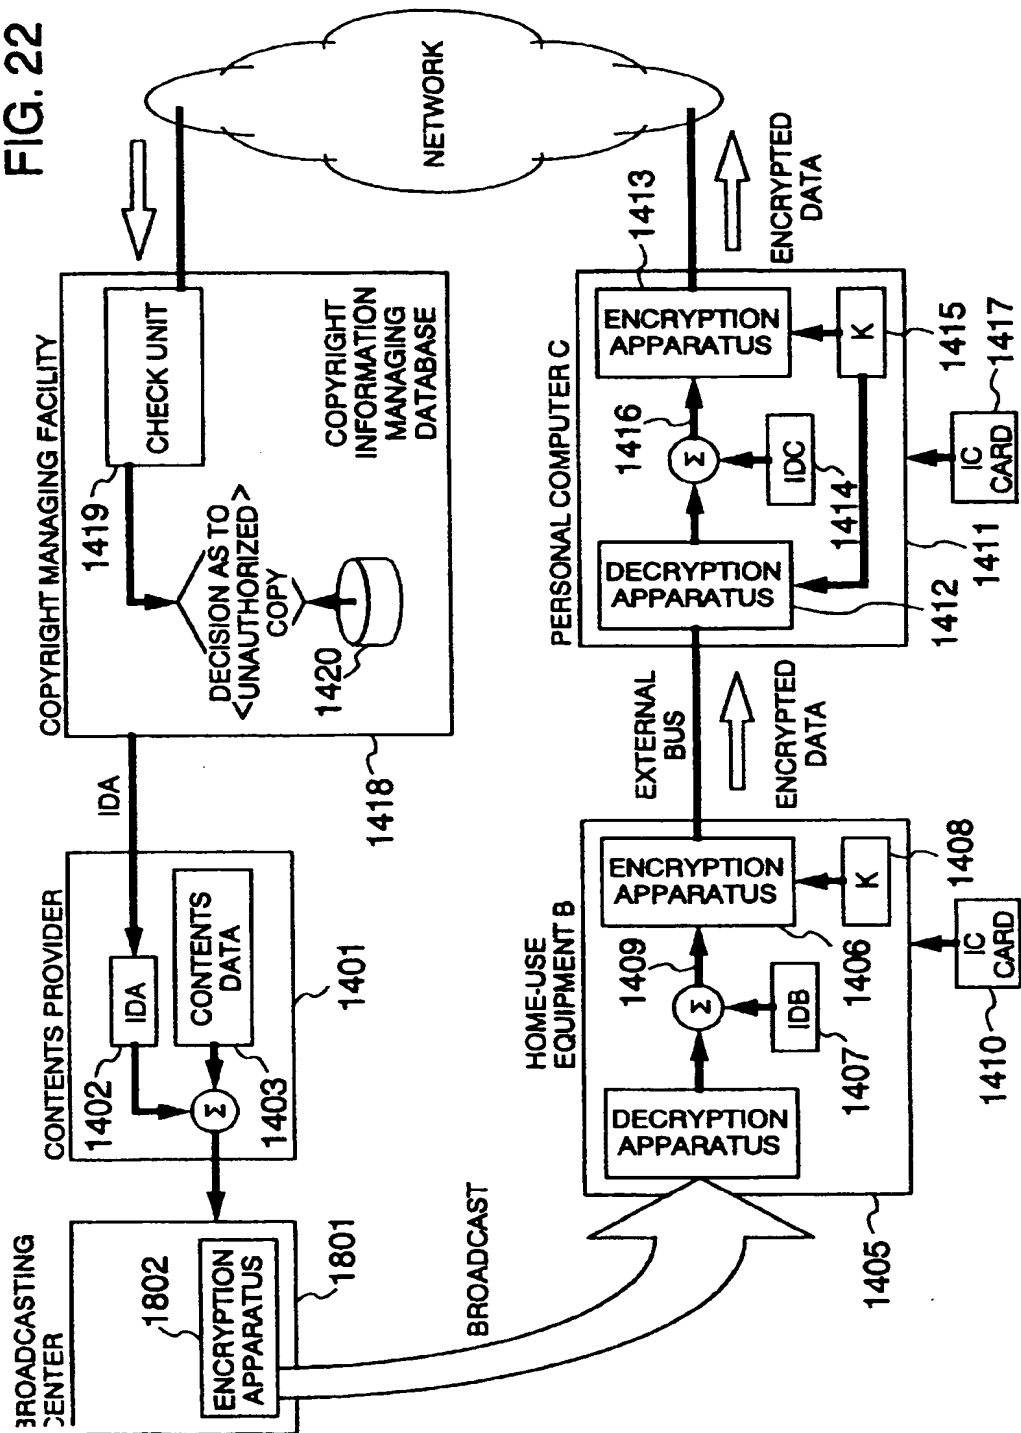 FIG. 22
BROADCASTING
CENTER
1802
ENCRYPTION
APPARATUS
1801
BROADCAST
CONTENTS PROVIDER
1402
IDA
CONTENTS
DATA
1403
Σ
1401
IDA
COPYRIGHT MANAGING FACILITY
1419
CHECK UNIT
DECISION AS TO
<UNAUTHORIZED>
COPY
1420
COPYRIGHT
INFORMATION
MANAGING
DATABASE
1418
NETWORK
HOME-USE
EQUIPMENT B
DECRYPTION
APPARATUS
Σ
1409
IDB
1407
ENCRYPTION
APPARATUS
1406
K
1408
1405
IC
CARD
1410
EXTERNAL
BUS
ENCRYPTED
DATA
PERSONAL COMPUTER C
DECRYPTION
APPARATUS
1412
Σ
1416
IDC
1414
ENCRYPTION
APPARATUS
1413
K
1415
1411
IC
CARD
1417
ENCRYPTED
DATA